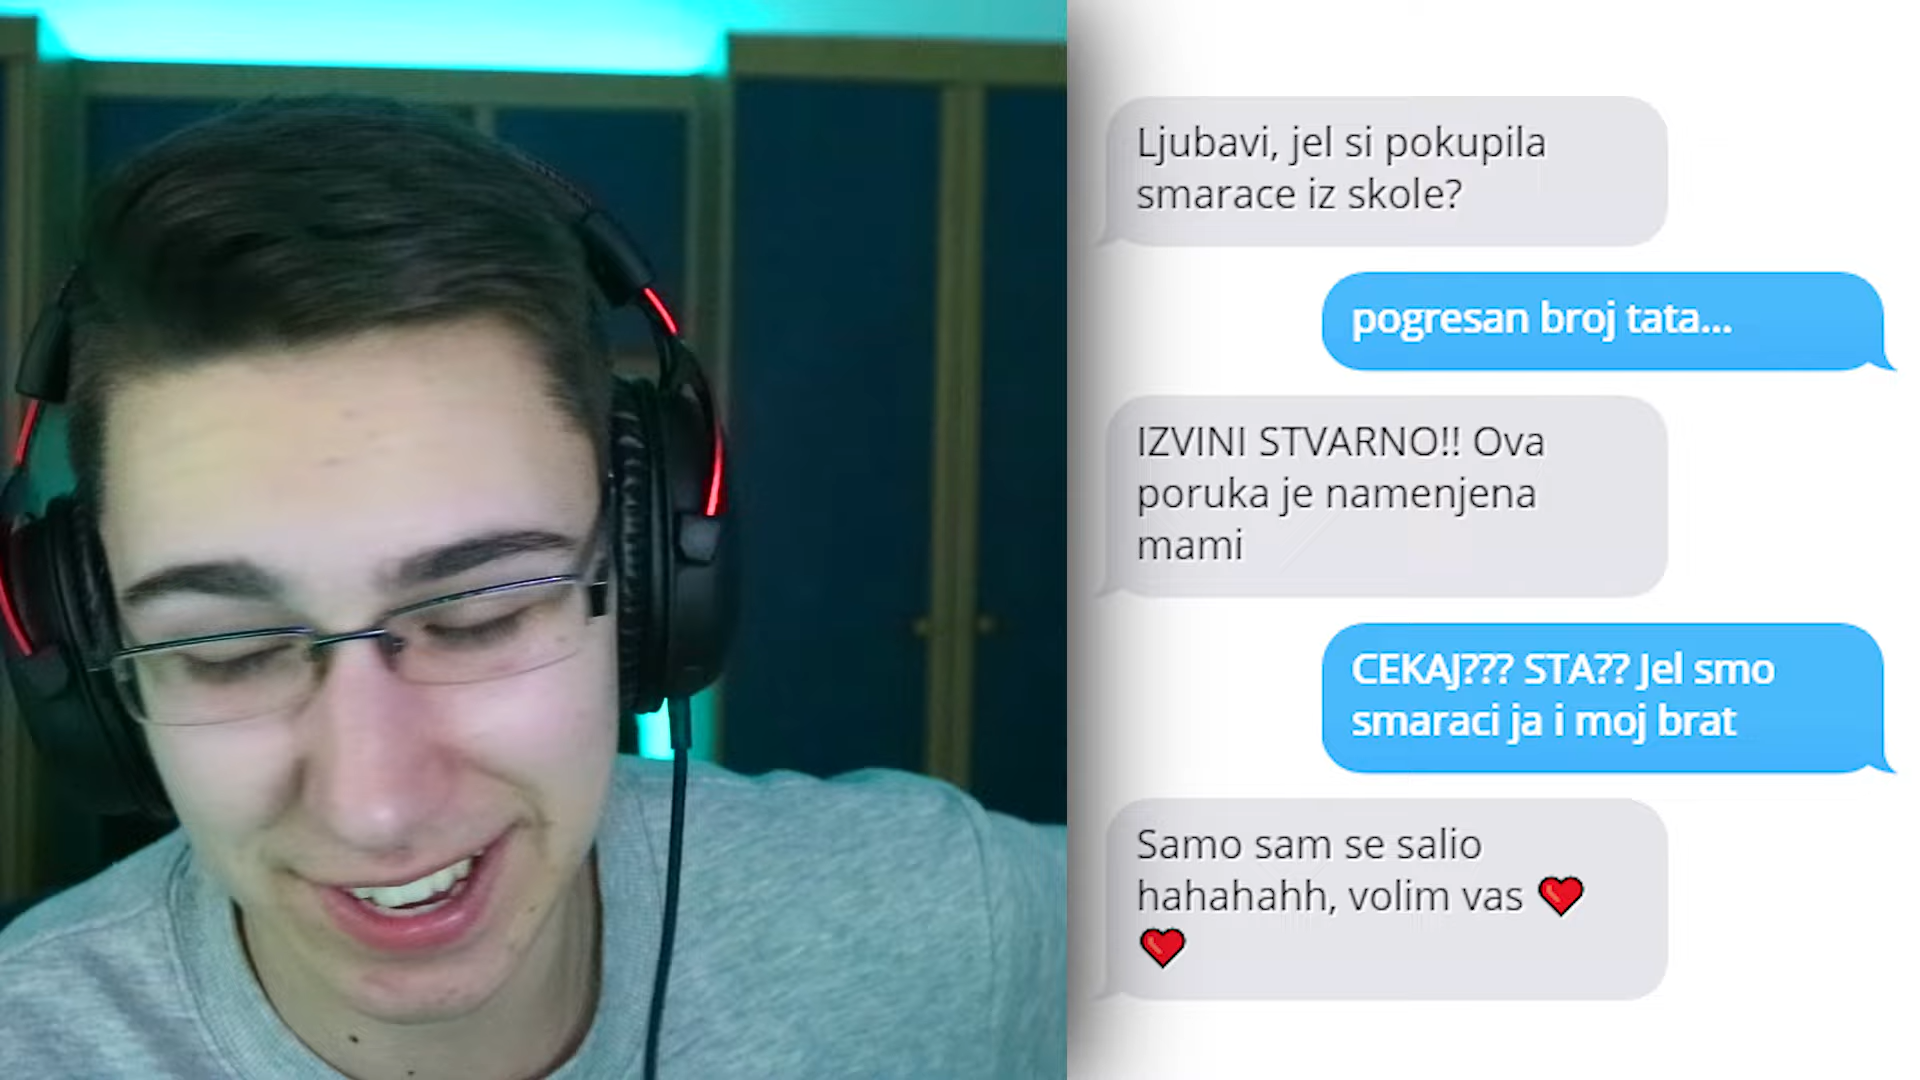 Ljubavi, jel si pokupila
smarace iz skole?
pogresan broj tata...
IZVINI STVARNO!! Ova
poruka je namenjena
mami
CEKAJ??? STA?? Jel smo
smaraci ja i moj brat
Samo sam se salio
hahahahh, volim vas ❤️
❤️